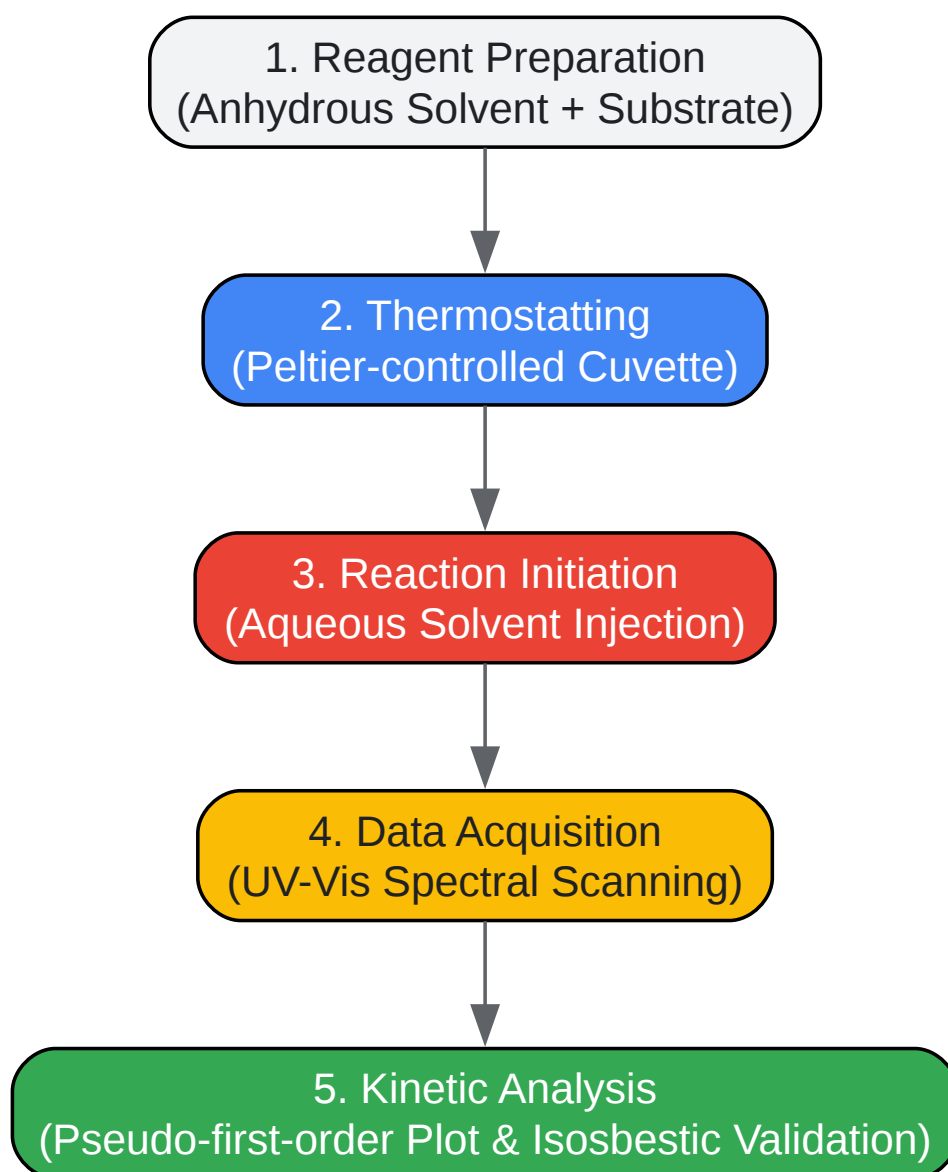 1. Reagent Preparation
(Anhydrous Solvent + Substrate)
2. Thermostatting
(Peltier-controlled Cuvette)
3. Reaction Initiation
(Aqueous Solvent Injection)
4. Data Acquisition
(UV-Vis Spectral Scanning)
5. Kinetic Analysis
(Pseudo-first-order Plot & Isosbestic Validation)